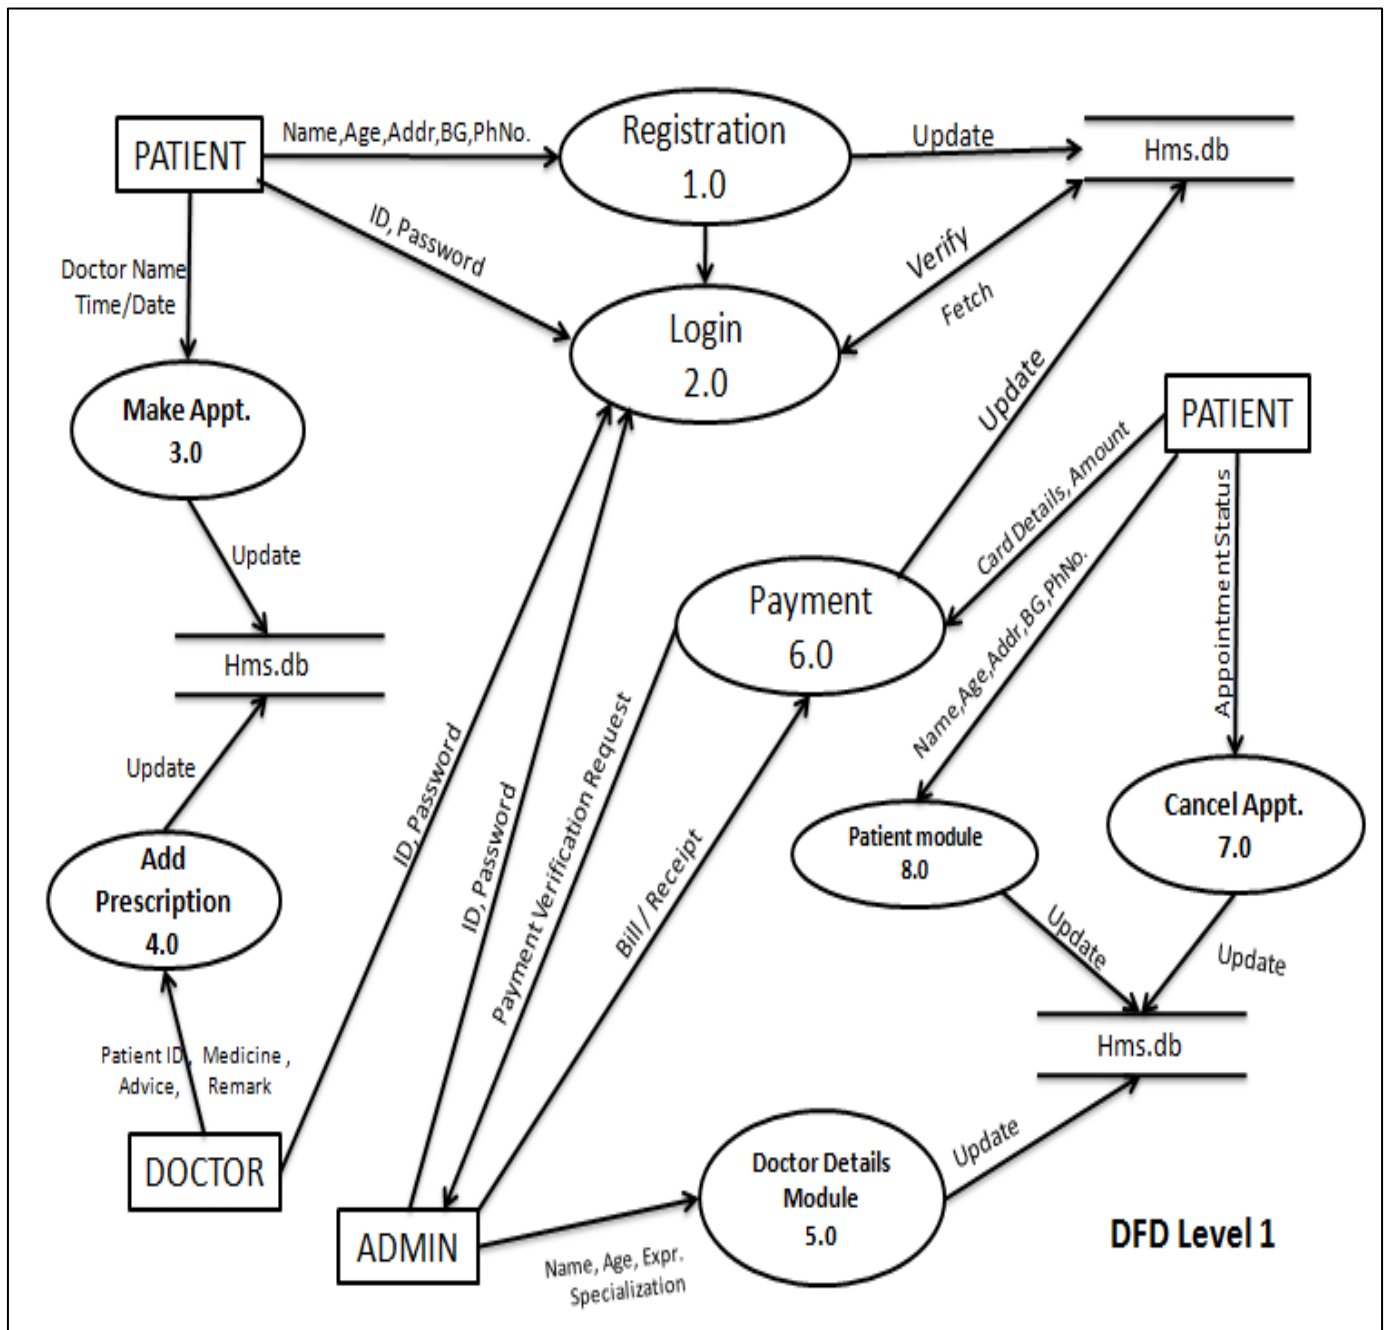 PATIENT
Name,Age,Addr,BG,PhNo.
Registration
1.0
Update
Hms.db
ID, Password
Verify
Fetch
Doctor Name
Time/Date
Login
2.0
Make Appt.
3.0
Update
PATIENT
Card Details, Amount
Name,Age,Addr,BG,PhNo.
AppointmentStatus
Update
Hms.db
Payment
6.0
Update
Add
Prescription
4.0
ID, Password
ID, Password
Payment Verification Request
Bill / Receipt
Patient module
8.0
Cancel Appt.
7.0
Update
Update
Hms.db
Patient ID, Medicine ,
Advice, Remark
DOCTOR
ADMIN
Name, Age, Expr.
Specialization
Doctor Details
Module
5.0
Update
DFD Level 1